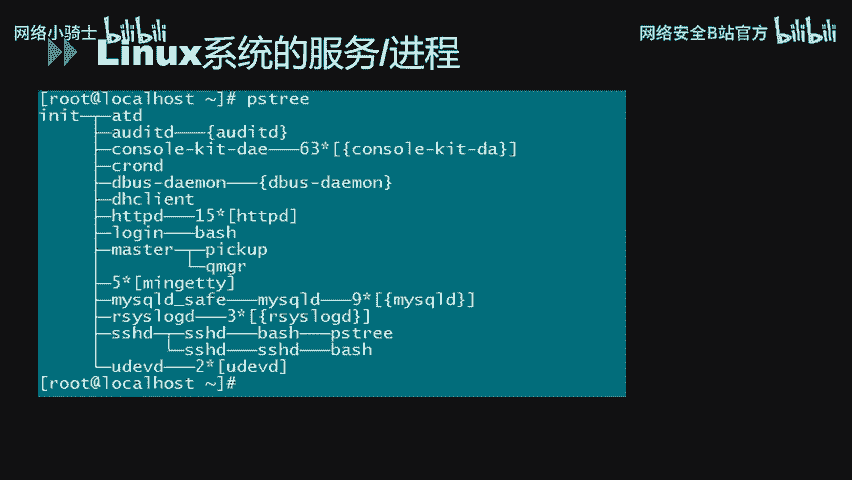 网络小骑士 bilibili
网络安全B站官方 bilibili
Linux系统的服务/进程
[root@localhost ~]# pstree
init─┬─atd
     ├─auditd───{auditd}
     ├─console-kit-dae───63*[{console-kit-da}]
     ├─crond
     ├─dbus-daemon───{dbus-daemon}
     ├─dhclient
     ├─httpd───15*[httpd]
     ├─login───bash
     ├─master─┬─pickup
     │        └─qmgr
     ├─5*[mingetty]
     ├─mysqld_safe───mysqld───9*[{mysqld}]
     ├─rsyslogd───3*[{rsyslogd}]
     ├─sshd─┬─sshd───bash───pstree
     │      └─sshd───sshd───bash
     └─udevd───2*[udevd]
[root@localhost ~]#